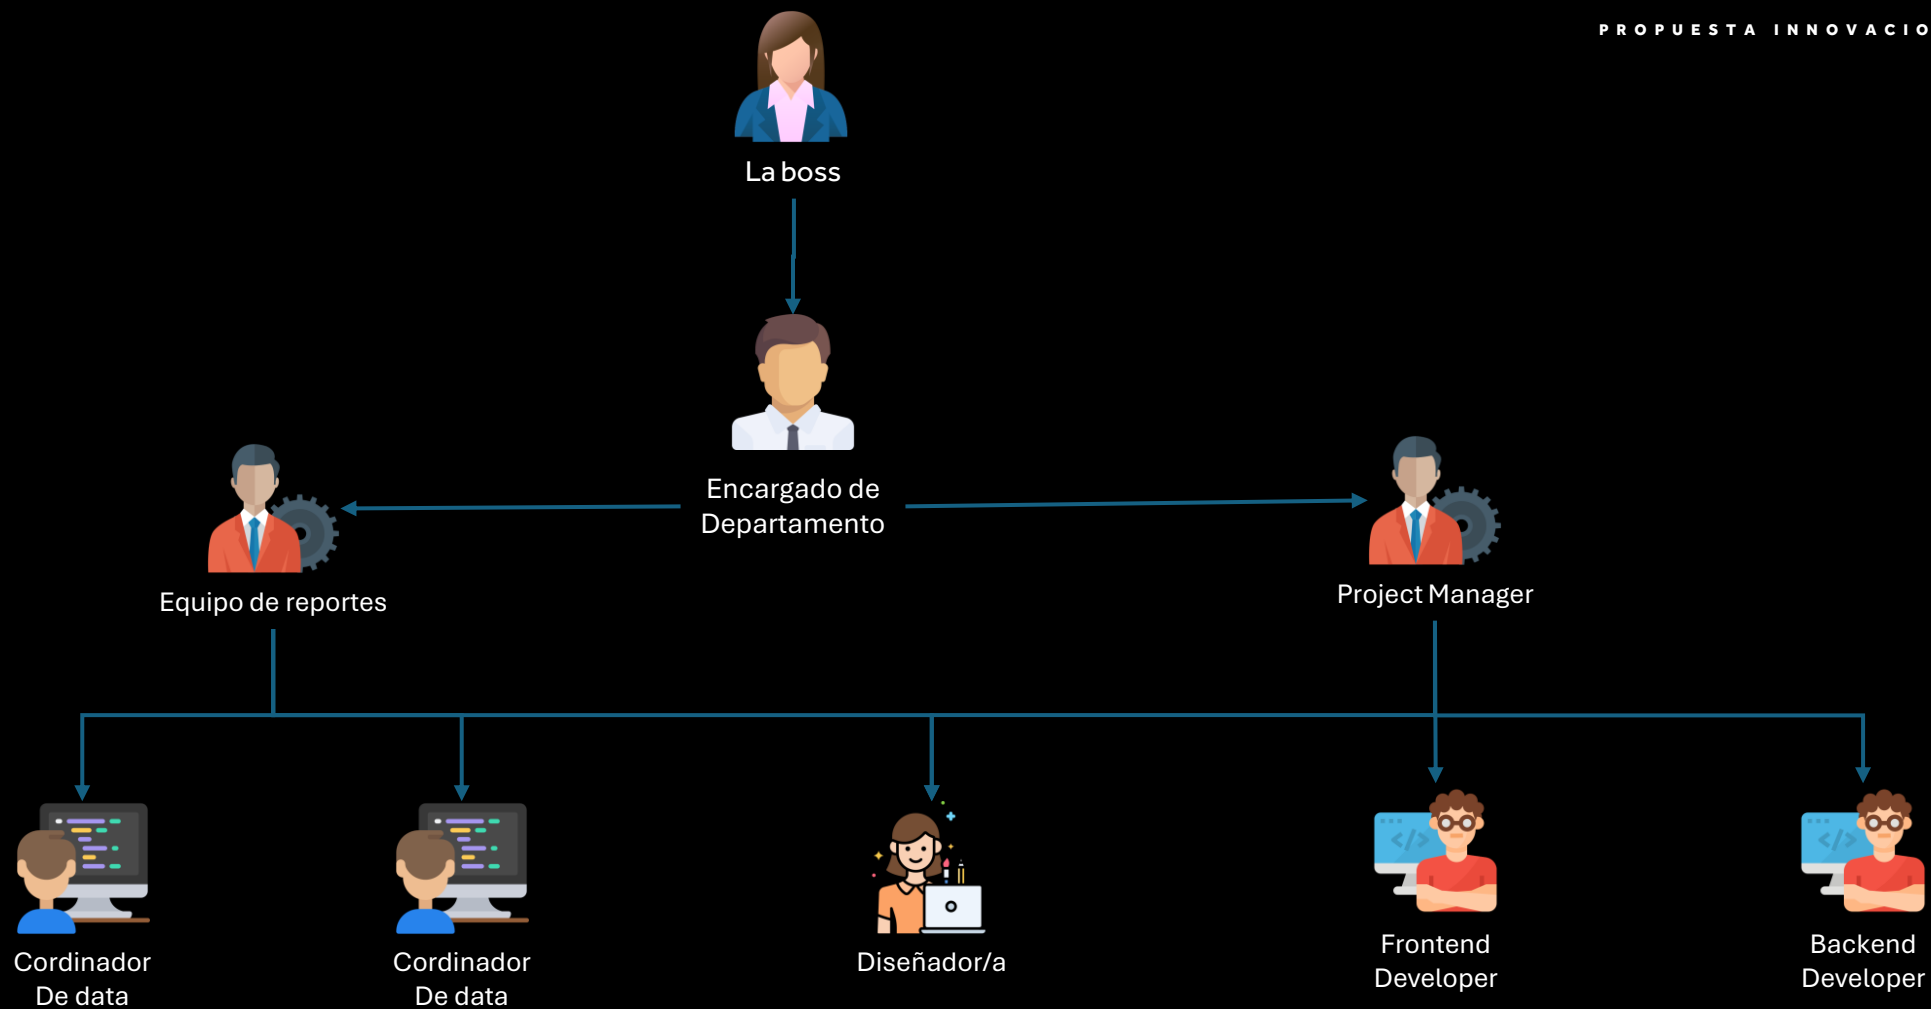 PROPUESTA INNOVACIO
La boss
Encargado de
Departamento
Equipo de reportes
Project Manager
Cordinador
De data
Cordinador
De data
Diseñador/a
Frontend
Developer
Backend
Developer